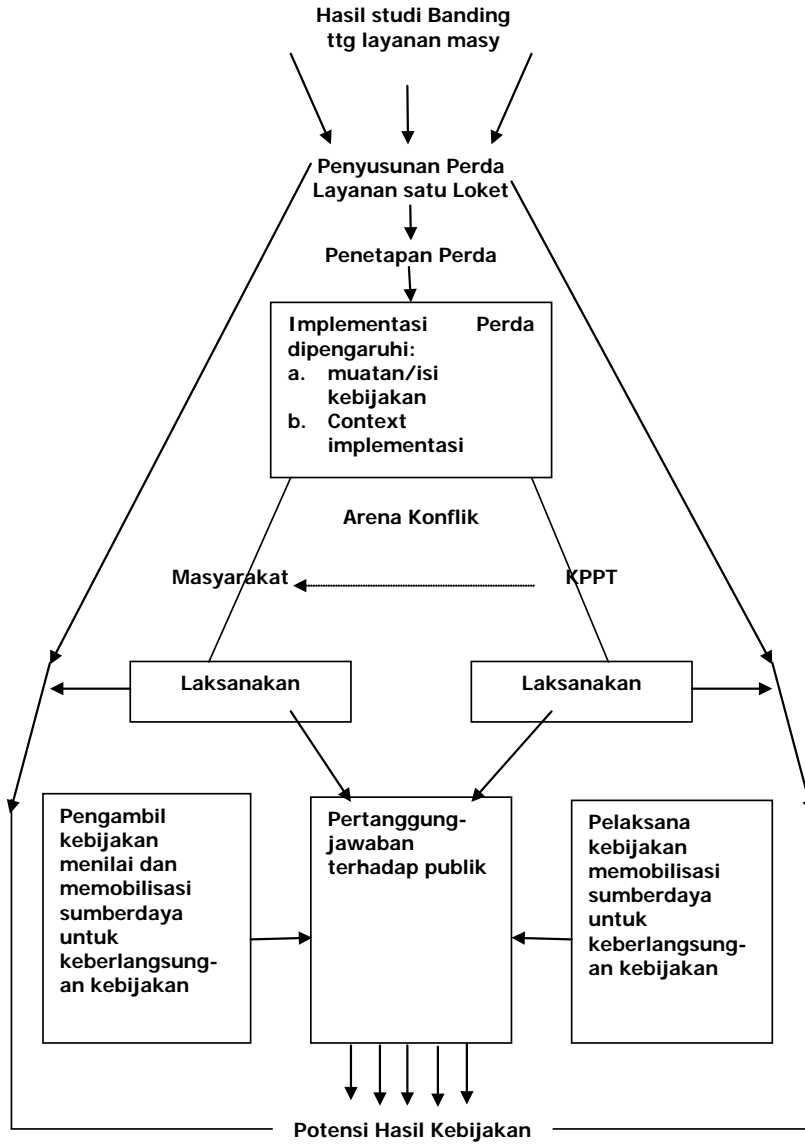 Hasil studi Banding
ttg layanan masy
Penyusunan Perda
Layanan satu Loket
Penetapan Perda
Implementasi Perda
dipengaruhi:
a. muatan/isi
kebijakan
b. Context
implementasi
Arena Konflik
Masyarakat
KPPT
Laksanakan
Laksanakan
Pengambil
kebijakan
menilai dan
memobilisasi
sumberdaya
untuk
keberlangsung-
an kebijakan
Pertanggung-
jawaban
terhadap publik
Pelaksana
kebijakan
memobilisasi
sumberdaya
untuk
keberlangsung-
an kebijakan
Potensi Hasil Kebijakan